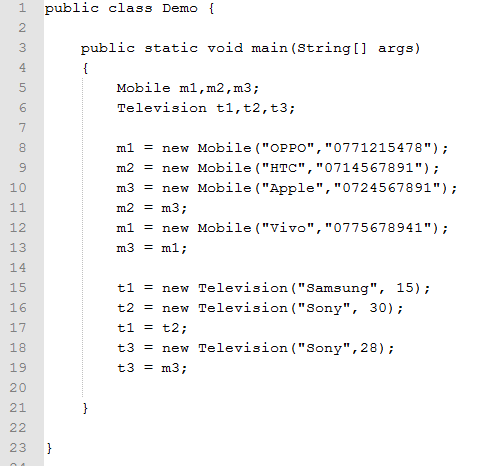 1 public class Demo {
2
3 public static void main(String[] args)
4 {
5 Mobile m1,m2,m3;
6 Television t1,t2,t3;
7
8 m1 = new Mobile("OPPO","0771215478");
9 m2 = new Mobile("HTC","0714567891");
10 m3 = new Mobile("Apple","0724567891");
11 m2 = m3;
12 m1 = new Mobile("Vivo","0775678941");
13 m3 = m1;
14
15 t1 = new Television("Samsung", 15);
16 t2 = new Television("Sony", 30);
17 t1 = t2;
18 t3 = new Television("Sony",28);
19 t3 = m3;
20
21 }
22
23 }